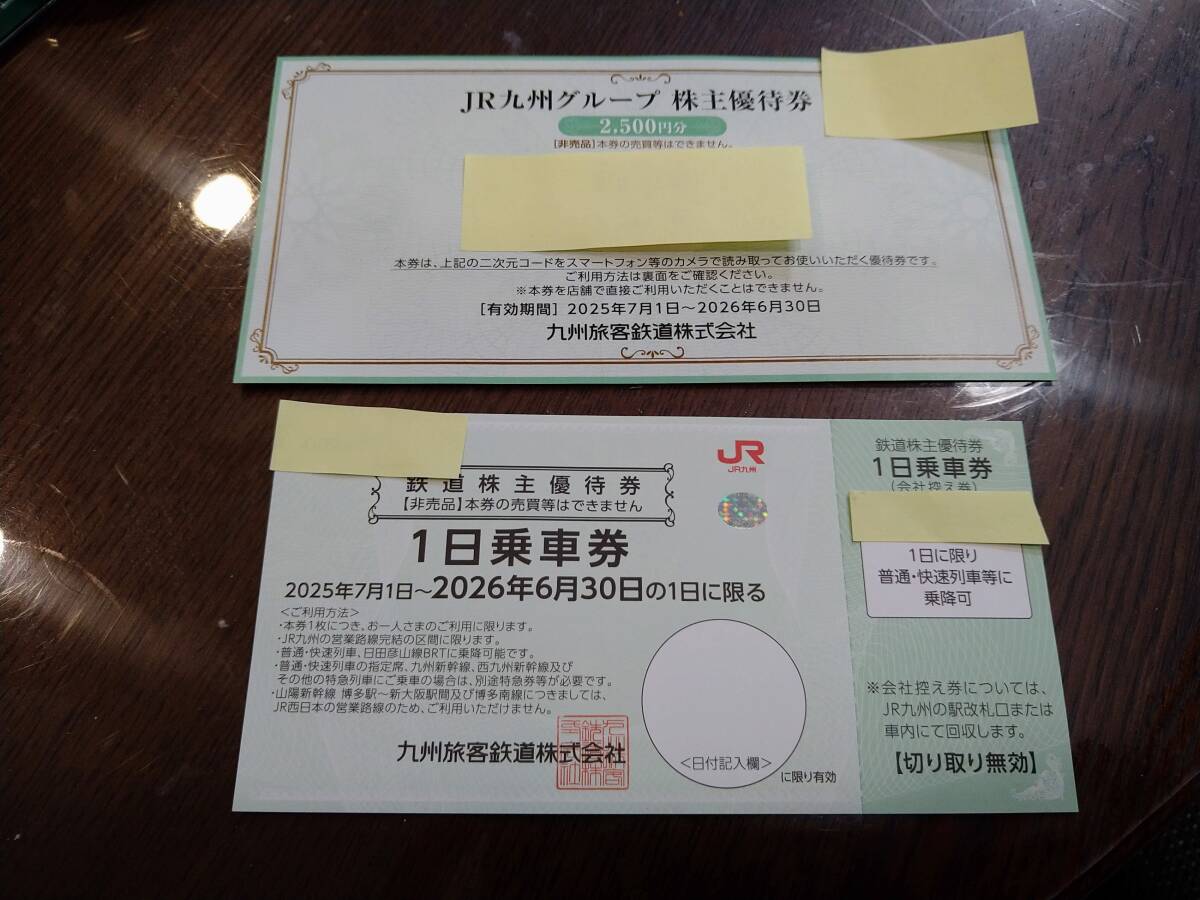 JR九州グループ 株主優待券
2,500円分
[非売品]本券の売買等はできません。
本券は、上記の二次元コードをスマートフォン等のカメラで読み取ってお使いいただく優待券です。
ご利用方法は裏面をご確認ください。
※本券を店舗で直接ご利用いただくことはできません。
[有効期間] 2025年7月1日～2026年6月30日
九州旅客鉄道株式会社
JR
JR九州
鉄道株主優待券
【非売品】本券の売買等はできません
1日乗車券
2025年7月1日～2026年6月30日の1日に限る
＜ご利用方法＞
・本券1枚につき、お一人さまのご利用に限ります。
・JR九州の営業路線完結の区間に限ります。
・普通・快速列車、日田彦山線BRTに乗降可能です。
・普通・快速列車の指定席、九州新幹線、西九州新幹線及び
その他の特急列車にご乗車の場合は、別途特急券等が必要です。
・山陽新幹線 博多駅～新大阪駅間及び博多南線につきましては、
JR西日本の営業路線のため、ご利用いただけません。
九州旅客鉄道株式会社
＜日付記入欄＞
に限り有効
鉄道株主優待券
1日乗車券
(会社控え券)
1日に限り
普通・快速列車等に
乗降可
※会社控え券については、
JR九州の駅改札口または
車内にて回収します。
【切り取り無効】